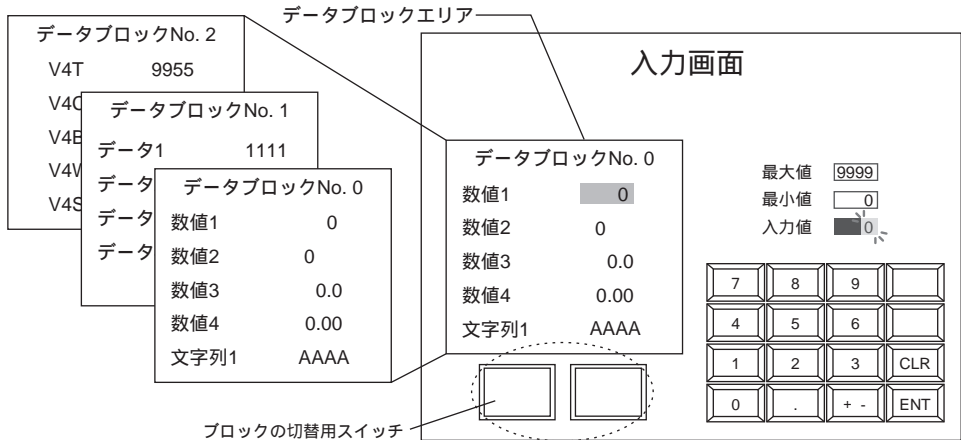 データブロックエリア
データブロックNo. 2
V4T 9955
V4
V4
V4
V4S
データブロックNo. 1
データ1 1111
データ
データ
データ
データブロックNo. 0
数値1 0
数値2 0
数値3 0.0
数値4 0.00
文字列1 AAAA
入力画面
データブロックNo. 0
数値1 0
数値2 0
数値3 0.0
数値4 0.00
文字列1 AAAA
最大値 9999
最小値 0
入力値 0
7 8 9
4 5 6
1 2 3 CLR
0 . + - ENT
ブロックの切替用スイッチ